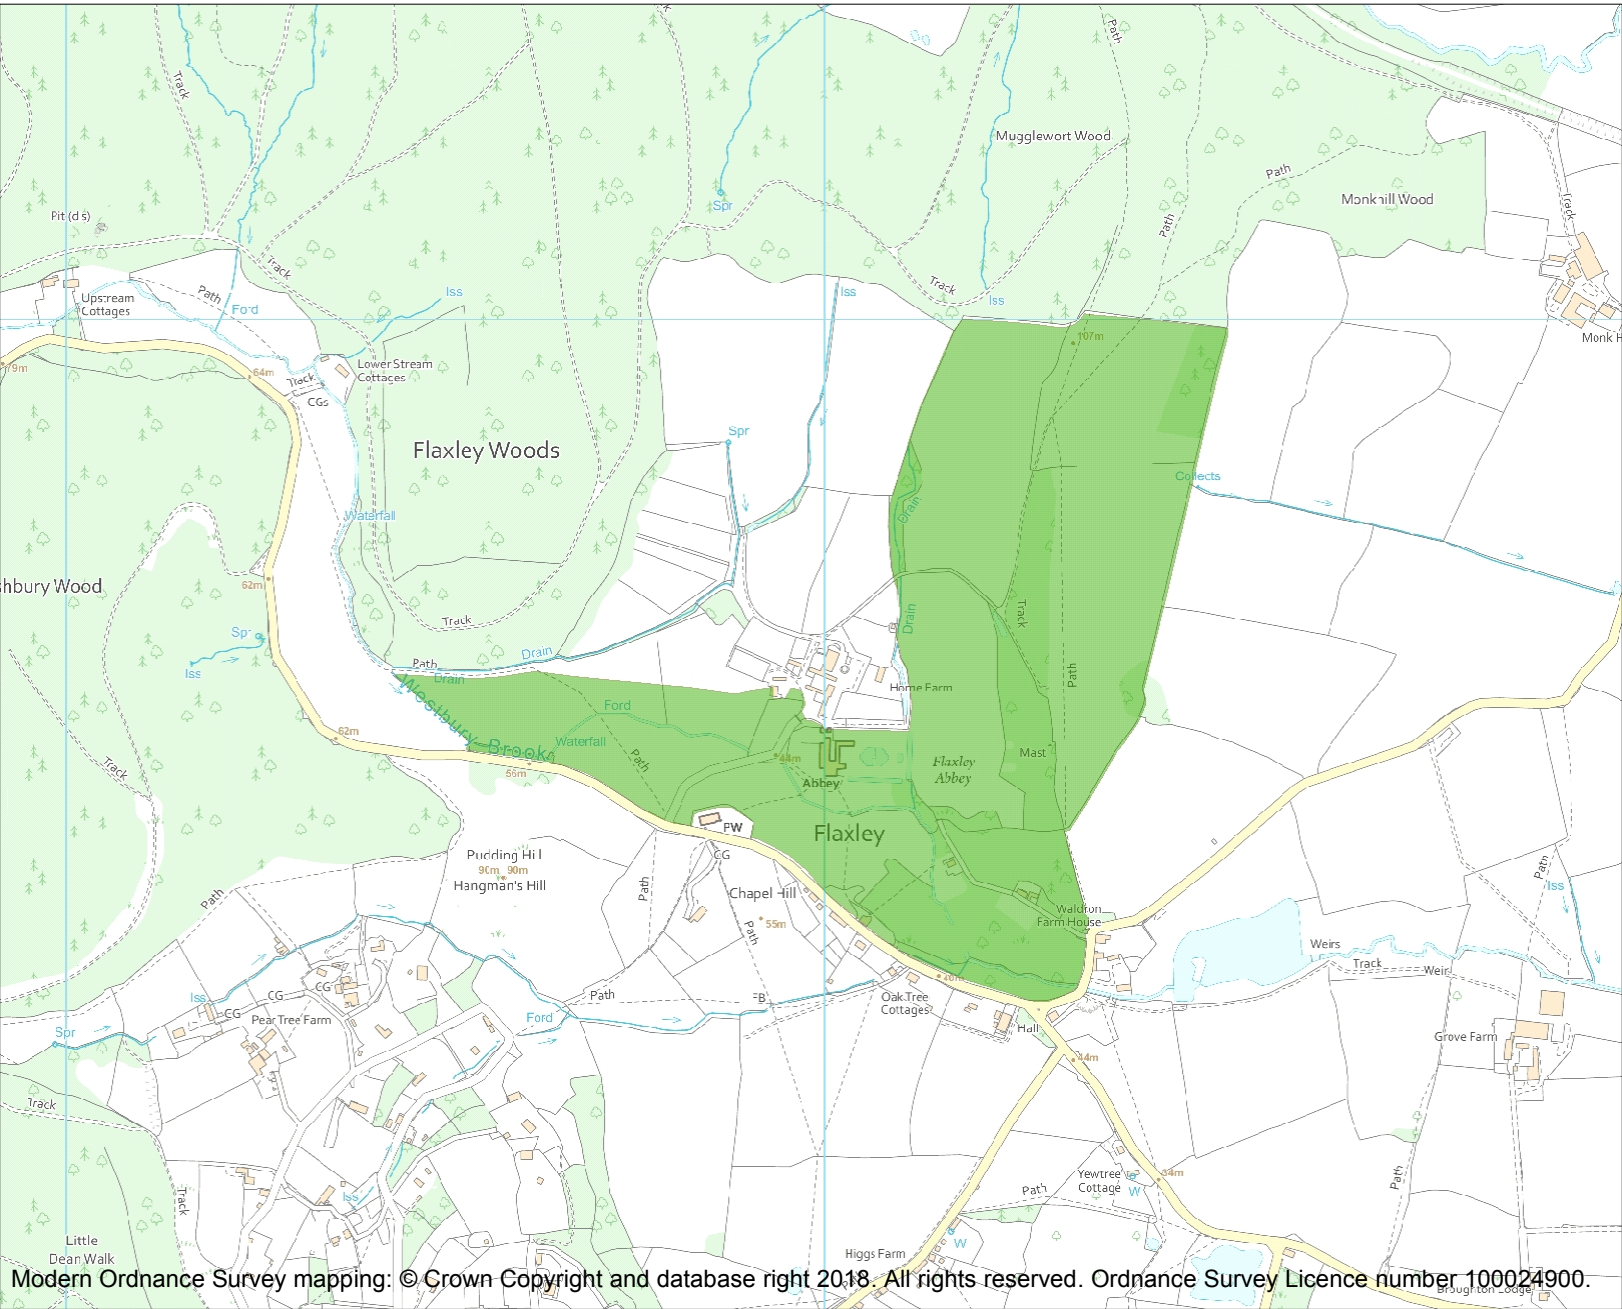 Path
Track
Mugglewort Wood
Path
Monkhill Wood
Track
Spr
Path
Pit (dis)
Track
Track
Iss
Iss
Iss
Upstream
Cottages
Path
Ford
107m
Monk H
79m
64m
Track
CGs
Lower Stream
Cottages
Flaxley Woods
Spr
Collects
Waterfall
Drain
shbury Wood
62m
Track
Drain
Track
Spr
Iss
Path
Drain
Drain
Path
Home Farm
Westbury Brook
Ford
62m
Waterfall
Path
56m
44m
Abbey
Flaxley
Abbey
Mast
Track
Flaxley
PW
CG
Pudding Hill
90m 90m
Hangman's Hill
Path
Path
Chapel Hill
55m
Path
Waldron
Farm House
Path
Iss
Weirs
Track
Weir
Iss
CG
CG
CG
Pear Tree Farm
Spr
Path
FB
Ford
Oak Tree
Cottages
Hall
44m
Grove Farm
Track
Track
Iss
Yewtree
Cottage
W
34m
Path
Path
W
Little
Dean Walk
Higgs Farm
Broughton Lodge
Modern Ordnance Survey mapping: © Crown Copyright and database right 2018. All rights reserved. Ordnance Survey Licence number 100024900.